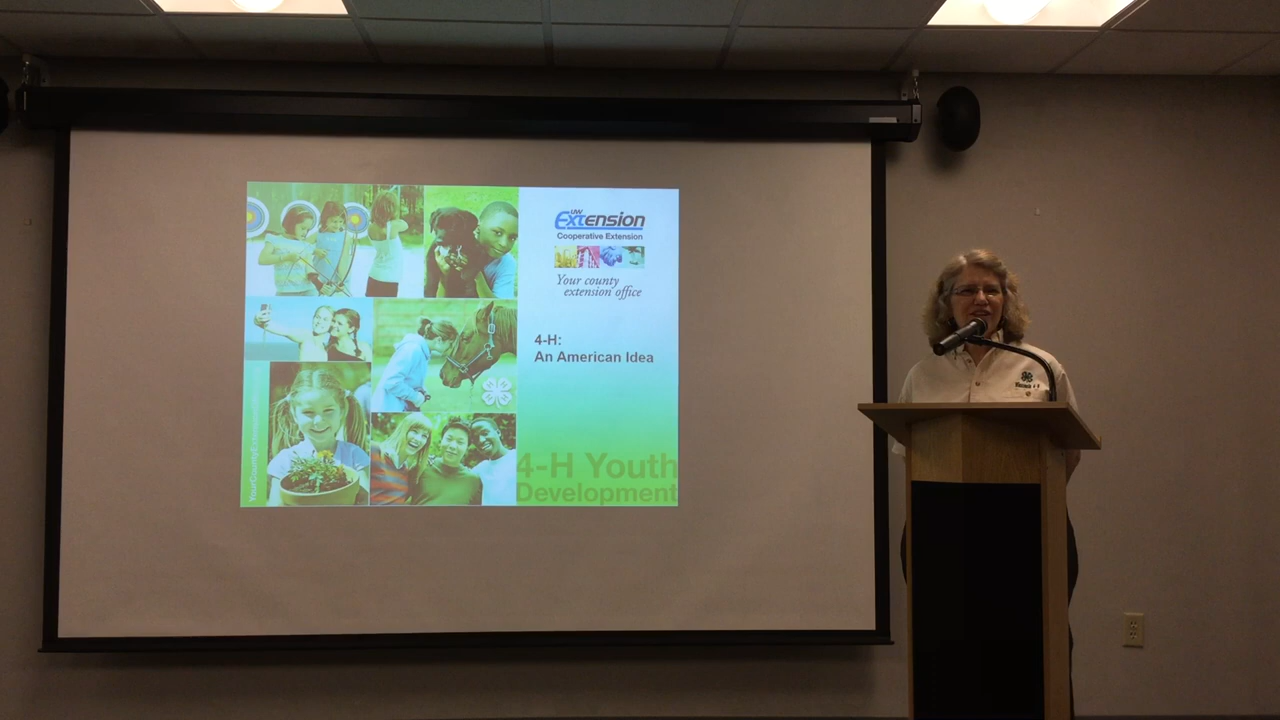 UW
Extension
Cooperative Extension
Your county
extension office
4-H:
An American Idea
4-H Youth
Development